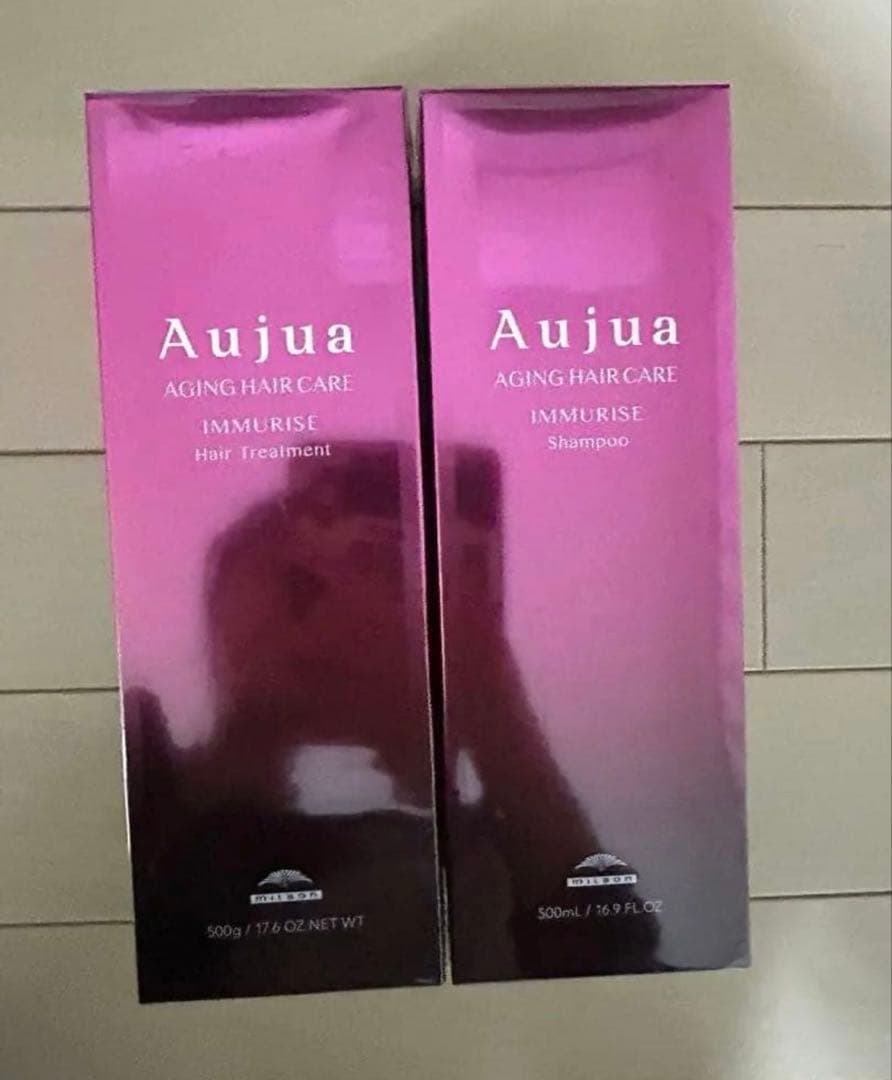 Aujua
AGING HAIR CARE
IMMURISE
Hair Treatment
milbon
500g / 17.6 OZ. NET WT
Aujua
AGING HAIR CARE
IMMURISE
Shampoo
milbon
500mL / 16.9 FL.OZ